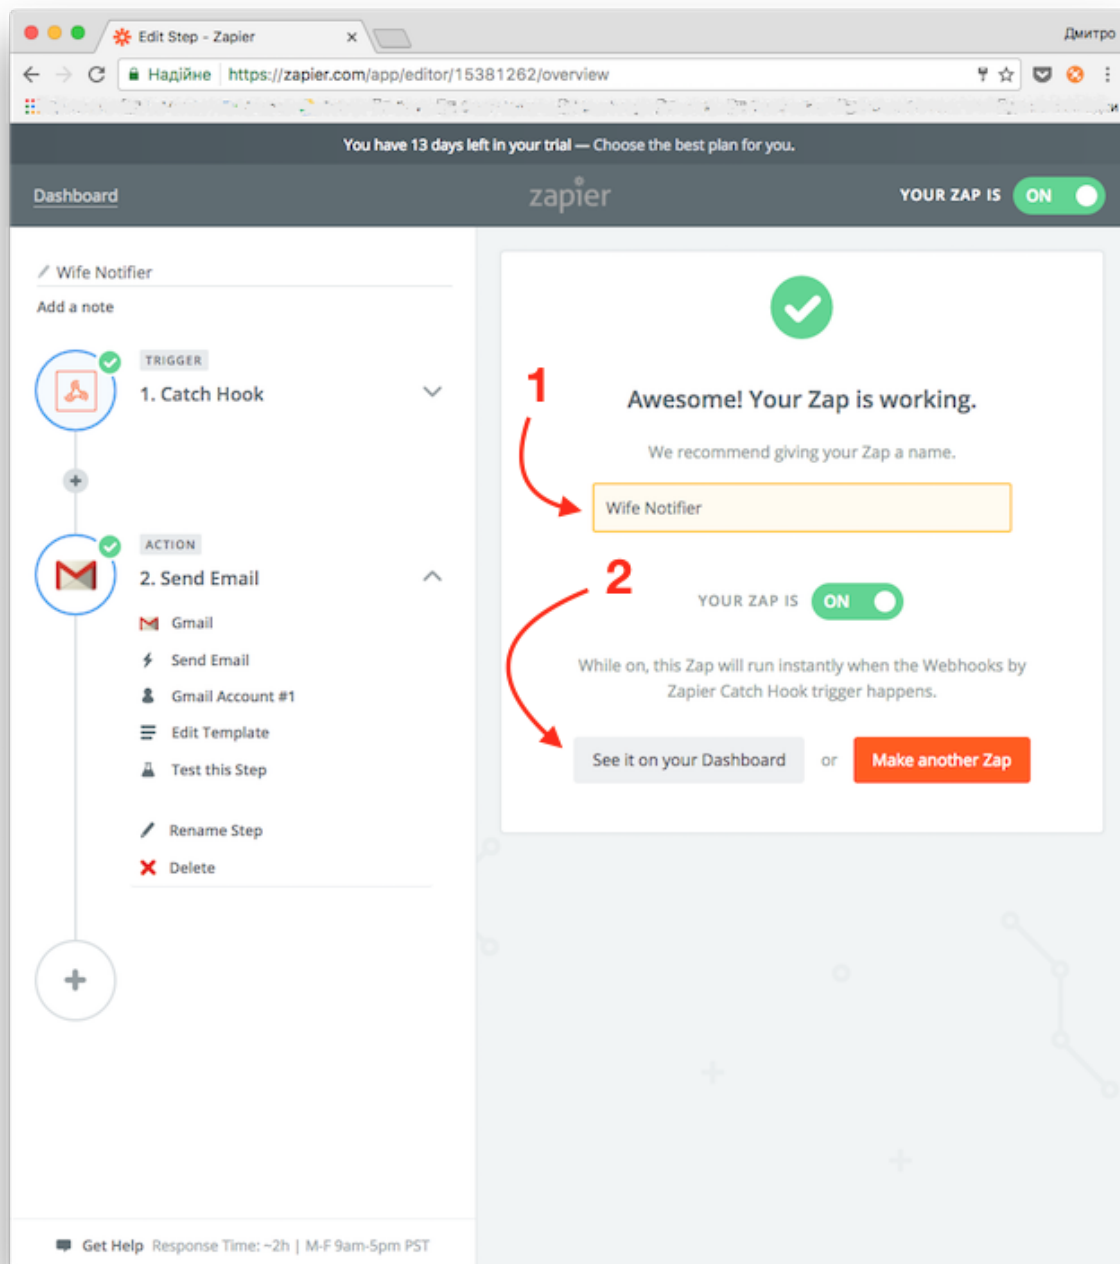 Edit Step - Zapier
Дмитро
Надійне https://zapier.com/app/editor/15381262/overview
You have 13 days left in your trial — Choose the best plan for you.
Dashboard
zapier
YOUR ZAP IS ON
Wife Notifier
Add a note
TRIGGER
1. Catch Hook
ACTION
2. Send Email
Gmail
Send Email
Gmail Account #1
Edit Template
Test this Step
Rename Step
Delete
Get Help Response Time: ~2h | M-F 9am-5pm PST
1
Awesome! Your Zap is working.
We recommend giving your Zap a name.
Wife Notifier
2
YOUR ZAP IS ON
While on, this Zap will run instantly when the Webhooks by
Zapier Catch Hook trigger happens.
See it on your Dashboard or Make another Zap